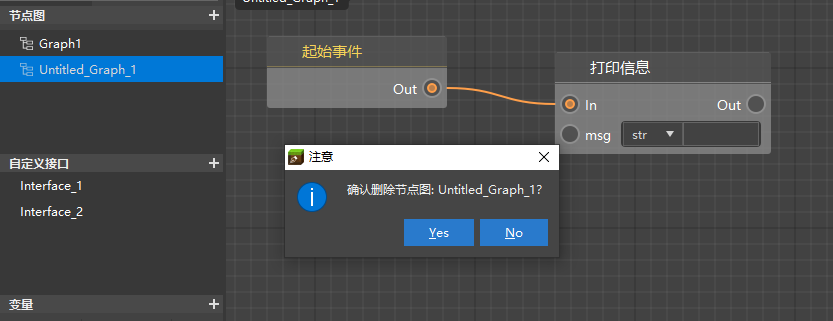 Untitled_Graph_1
节点图
Graph1
Untitled_Graph_1
自定义接口
Interface_1
Interface_2
变量
起始事件
Out
打印信息
In
Out
msg
str
注意
确认删除节点图: Untitled_Graph_1?
Yes
No